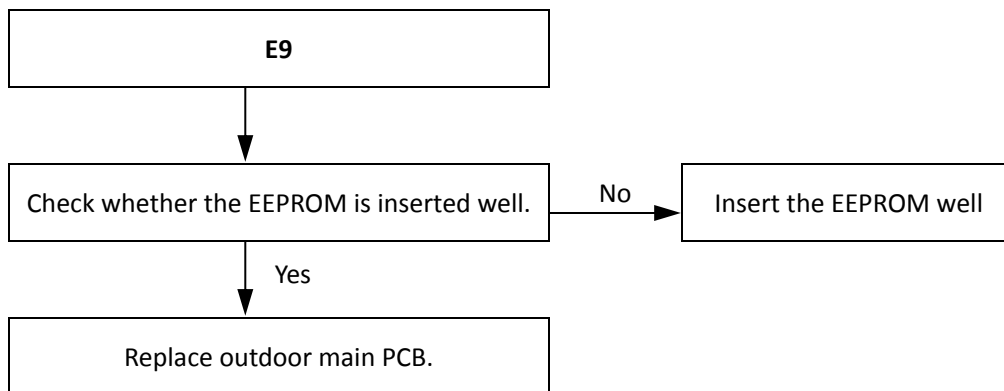 E9
Check whether the EEPROM is inserted well.
No
Insert the EEPROM well
Yes
Replace outdoor main PCB.